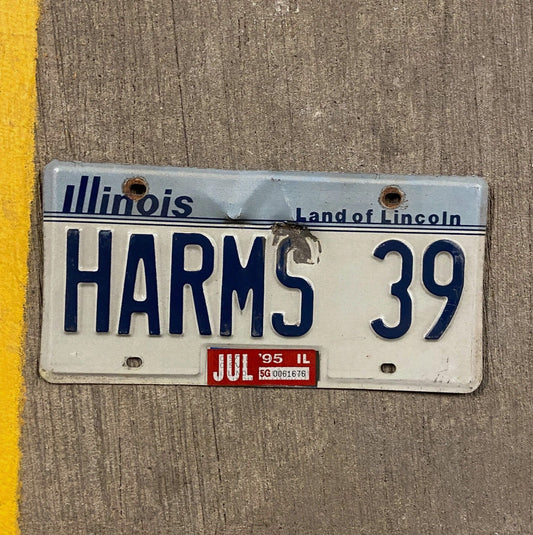 Illinois Land of Lincoln
HARMS 39
JUL '95 IL
5G 0061676